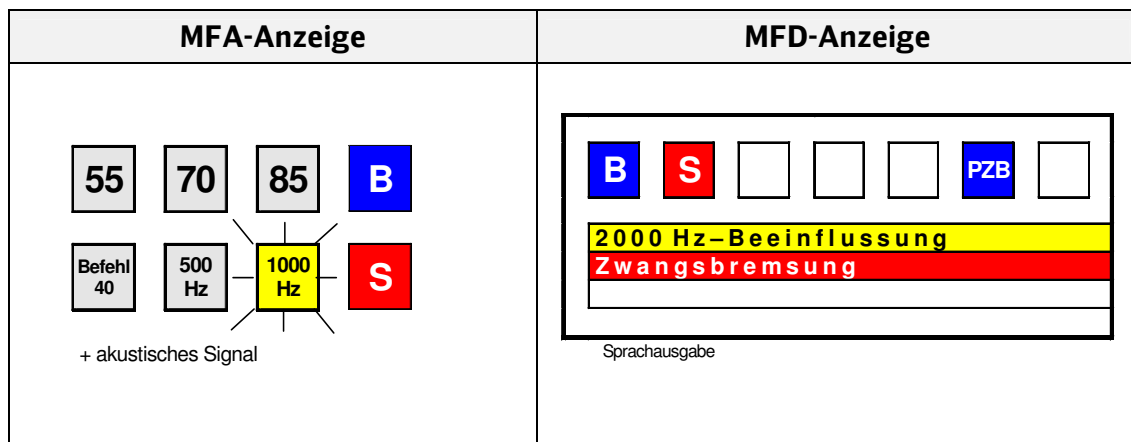 MFA-Anzeige
MFD-Anzeige
55 70 85 B
Befehl 40
500 Hz
1000 Hz
S
+ akustisches Signal
B S PZB
2000 Hz–Beeinflussung
Zwangsbremsung
Sprachausgabe